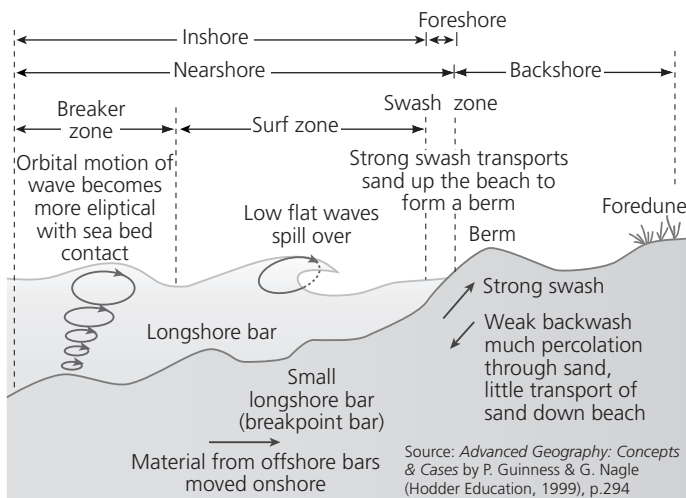 Foreshore
Inshore
Nearshore
Backshore
Breaker
zone
Surf zone
Swash zone
Orbital motion of
wave becomes
more eliptical
with sea bed
contact
Low flat waves
spill over
Strong swash transports
sand up the beach to
form a berm
Foredune
Berm
Strong swash
Weak backwash
much percolation
through sand,
little transport of
sand down beach
Longshore bar
Small
longshore bar
(breakpoint bar)
Material from offshore bars
moved onshore
Source: Advanced Geography: Concepts
& Cases by P. Guinness & G. Nagle
(Hodder Education, 1999), p.294